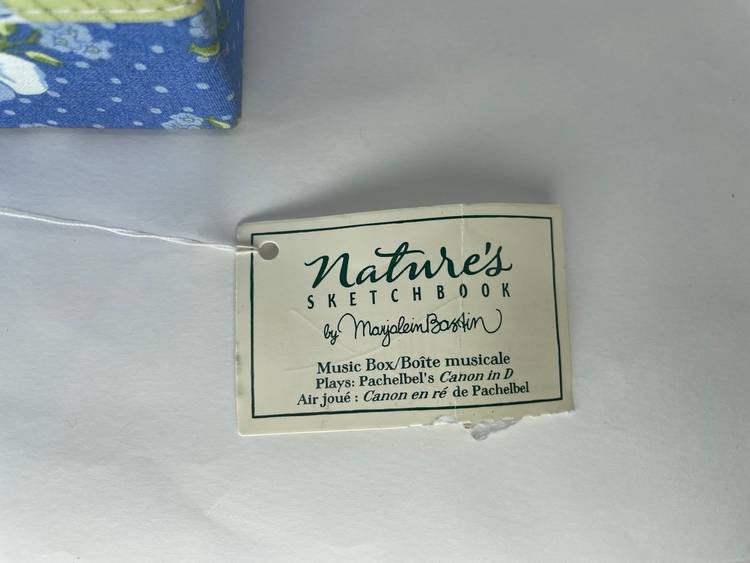 Nature's
SKETCHBOOK
by Marjolein Bastin
Music Box/Boîte musicale
Plays: Pachelbel's Canon in D
Air joué : Canon en ré de Pachelbel